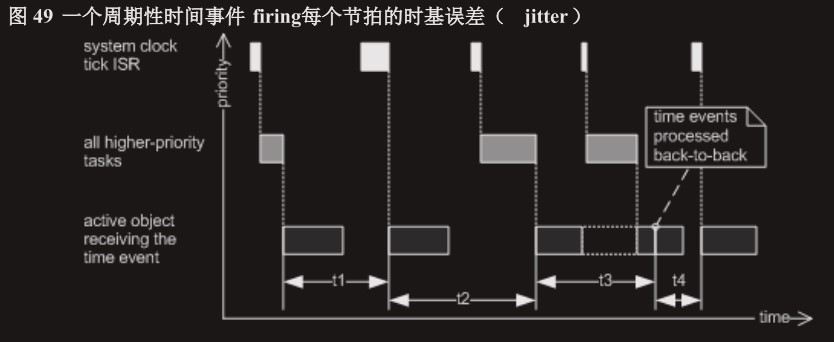 图 49 一个周期性时间事件 firing每个节拍的时基误差（ jitter）
system clock
tick ISR
priority
all higher-priority
tasks
time events
processed
back-to-back
active object
receiving the
time event
t1
t2
t3
t4
time